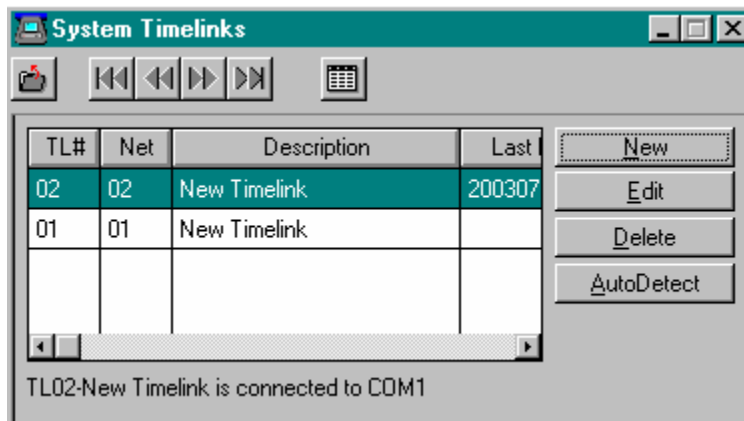 System Timelinks
TL# Net Description Last New
02 02 New Timelink 200307 Edit
01 01 New Timelink Delete
AutoDetect
TL02-New Timelink is connected to COM1